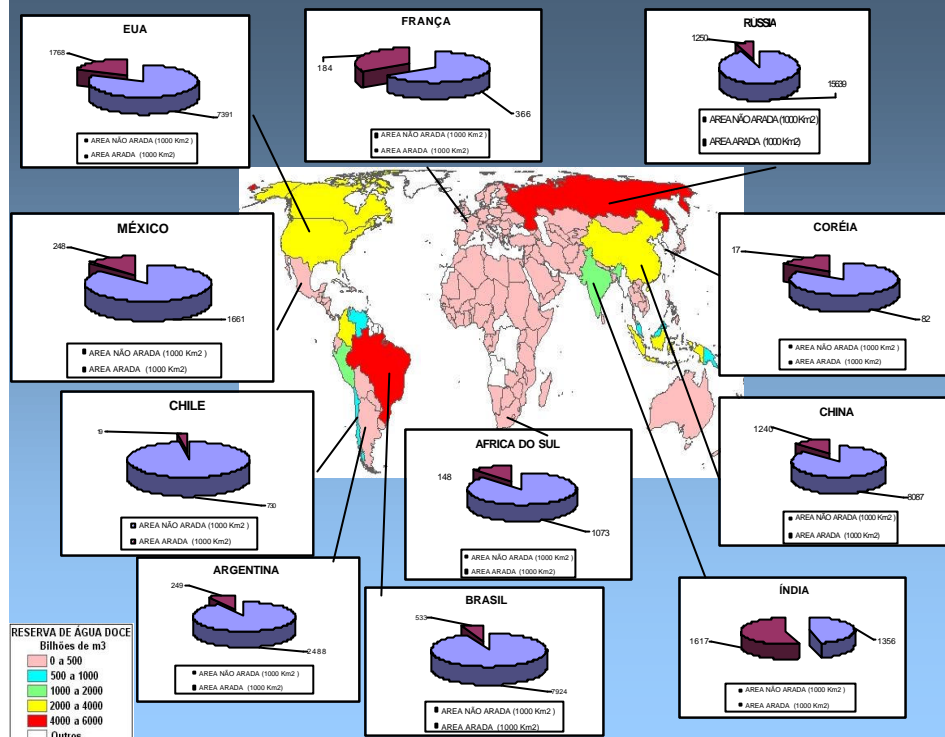 EUA
1768
7391
AREA NÃO ARADA (1000 Km2 )
AREA ARADA (1000 Km2)
FRANÇA
184
366
AREA NÃO ARADA (1000 Km2 )
AREA ARADA (1000 Km2)
RÚSSIA
1250
15639
AREA NÃO ARADA (1000 Km2 )
AREA ARADA (1000 Km2)
MÉXICO
248
1661
AREA NÃO ARADA (1000 Km2 )
AREA ARADA (1000 Km2)
CORÉIA
17
82
AREA NÃO ARADA (1000 Km2 )
AREA ARADA (1000 Km2)
CHILE
19
730
AREA NÃO ARADA (1000 Km2 )
AREA ARADA (1000 Km2)
AFRICA DO SUL
148
1073
AREA NÃO ARADA (1000 Km2 )
AREA ARADA (1000 Km2)
CHINA
1240
8087
AREA NÃO ARADA (1000 Km2 )
AREA ARADA (1000 Km2)
ARGENTINA
249
2488
AREA NÃO ARADA (1000 Km2 )
AREA ARADA (1000 Km2)
BRASIL
533
7924
AREA NÃO ARADA (1000 Km2 )
AREA ARADA (1000 Km2)
ÍNDIA
1617
1356
AREA NÃO ARADA (1000 Km2 )
AREA ARADA (1000 Km2)
RESERVA DE ÁGUA DOCE
Bilhões de m3
0 a 500
500 a 1000
1000 a 2000
2000 a 4000
4000 a 6000
Outros